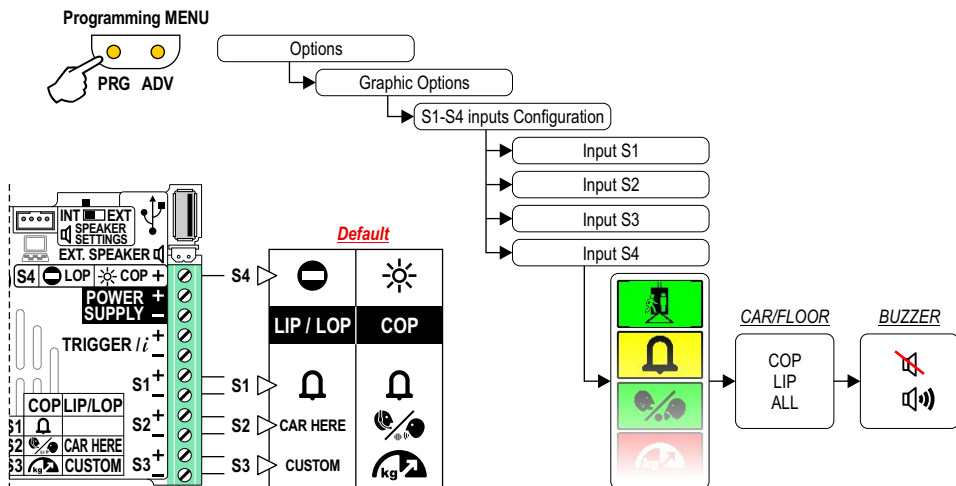 Programming MENU
PRG ADV
Options
Graphic Options
S1-S4 inputs Configuration
Input S1
Input S2
Input S3
Input S4
INT EXT
SPEAKER
SETTINGS
EXT. SPEAKER
S4 LOP COP +
POWER + 
SUPPLY −
TRIGGER / i + −
S1 + −
S2 + −
S3 + −
COP LIP/LOP
S1
S2 CAR HERE
S3 kg CUSTOM
Default
S4
LIP / LOP COP
S1
S2 CAR HERE
S3 CUSTOM kg
kg
CAR/FLOOR
COP
LIP
ALL
BUZZER